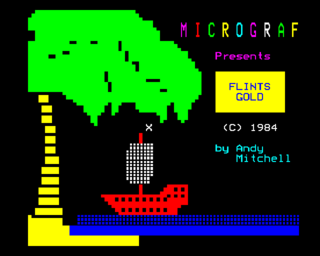 MICROGRAF
Presents
FLINTS
GOLD
(C) 1984
by Andy
Mitchell